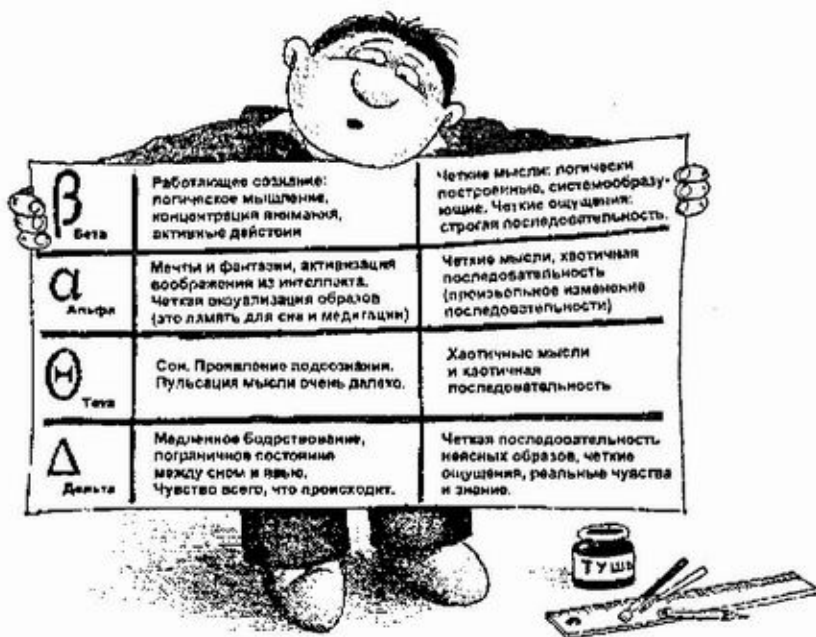 β
Бета
Работающее сознание:
логическое мышление,
концентрация внимания,
активные действия
Четкие мысли: логически
построенные, системообразу-
ющие. Четкие ощущения:
строгая последовательность.
α
Альфа
Мечты и фантазии, активизация
воображения из интеллекта.
Четкая визуализация образов
(это память для сна и медитации)
Четкие мысли, хаотичная
последовательность
(произвольное изменение
последовательности)
Θ
Тета
Сон. Проявление подсознания.
Пульсация мысли очень далеко.
Хаотичные мысли
и хаотичная
последовательность
Δ
Дельта
Медленное бодрствование,
пограничное состояние
между сном и явью.
Чувство всего, что происходит.
Четкая последовательность
неясных образов, четкие
ощущения, реальные чувства
и знание.
ТУШЬ